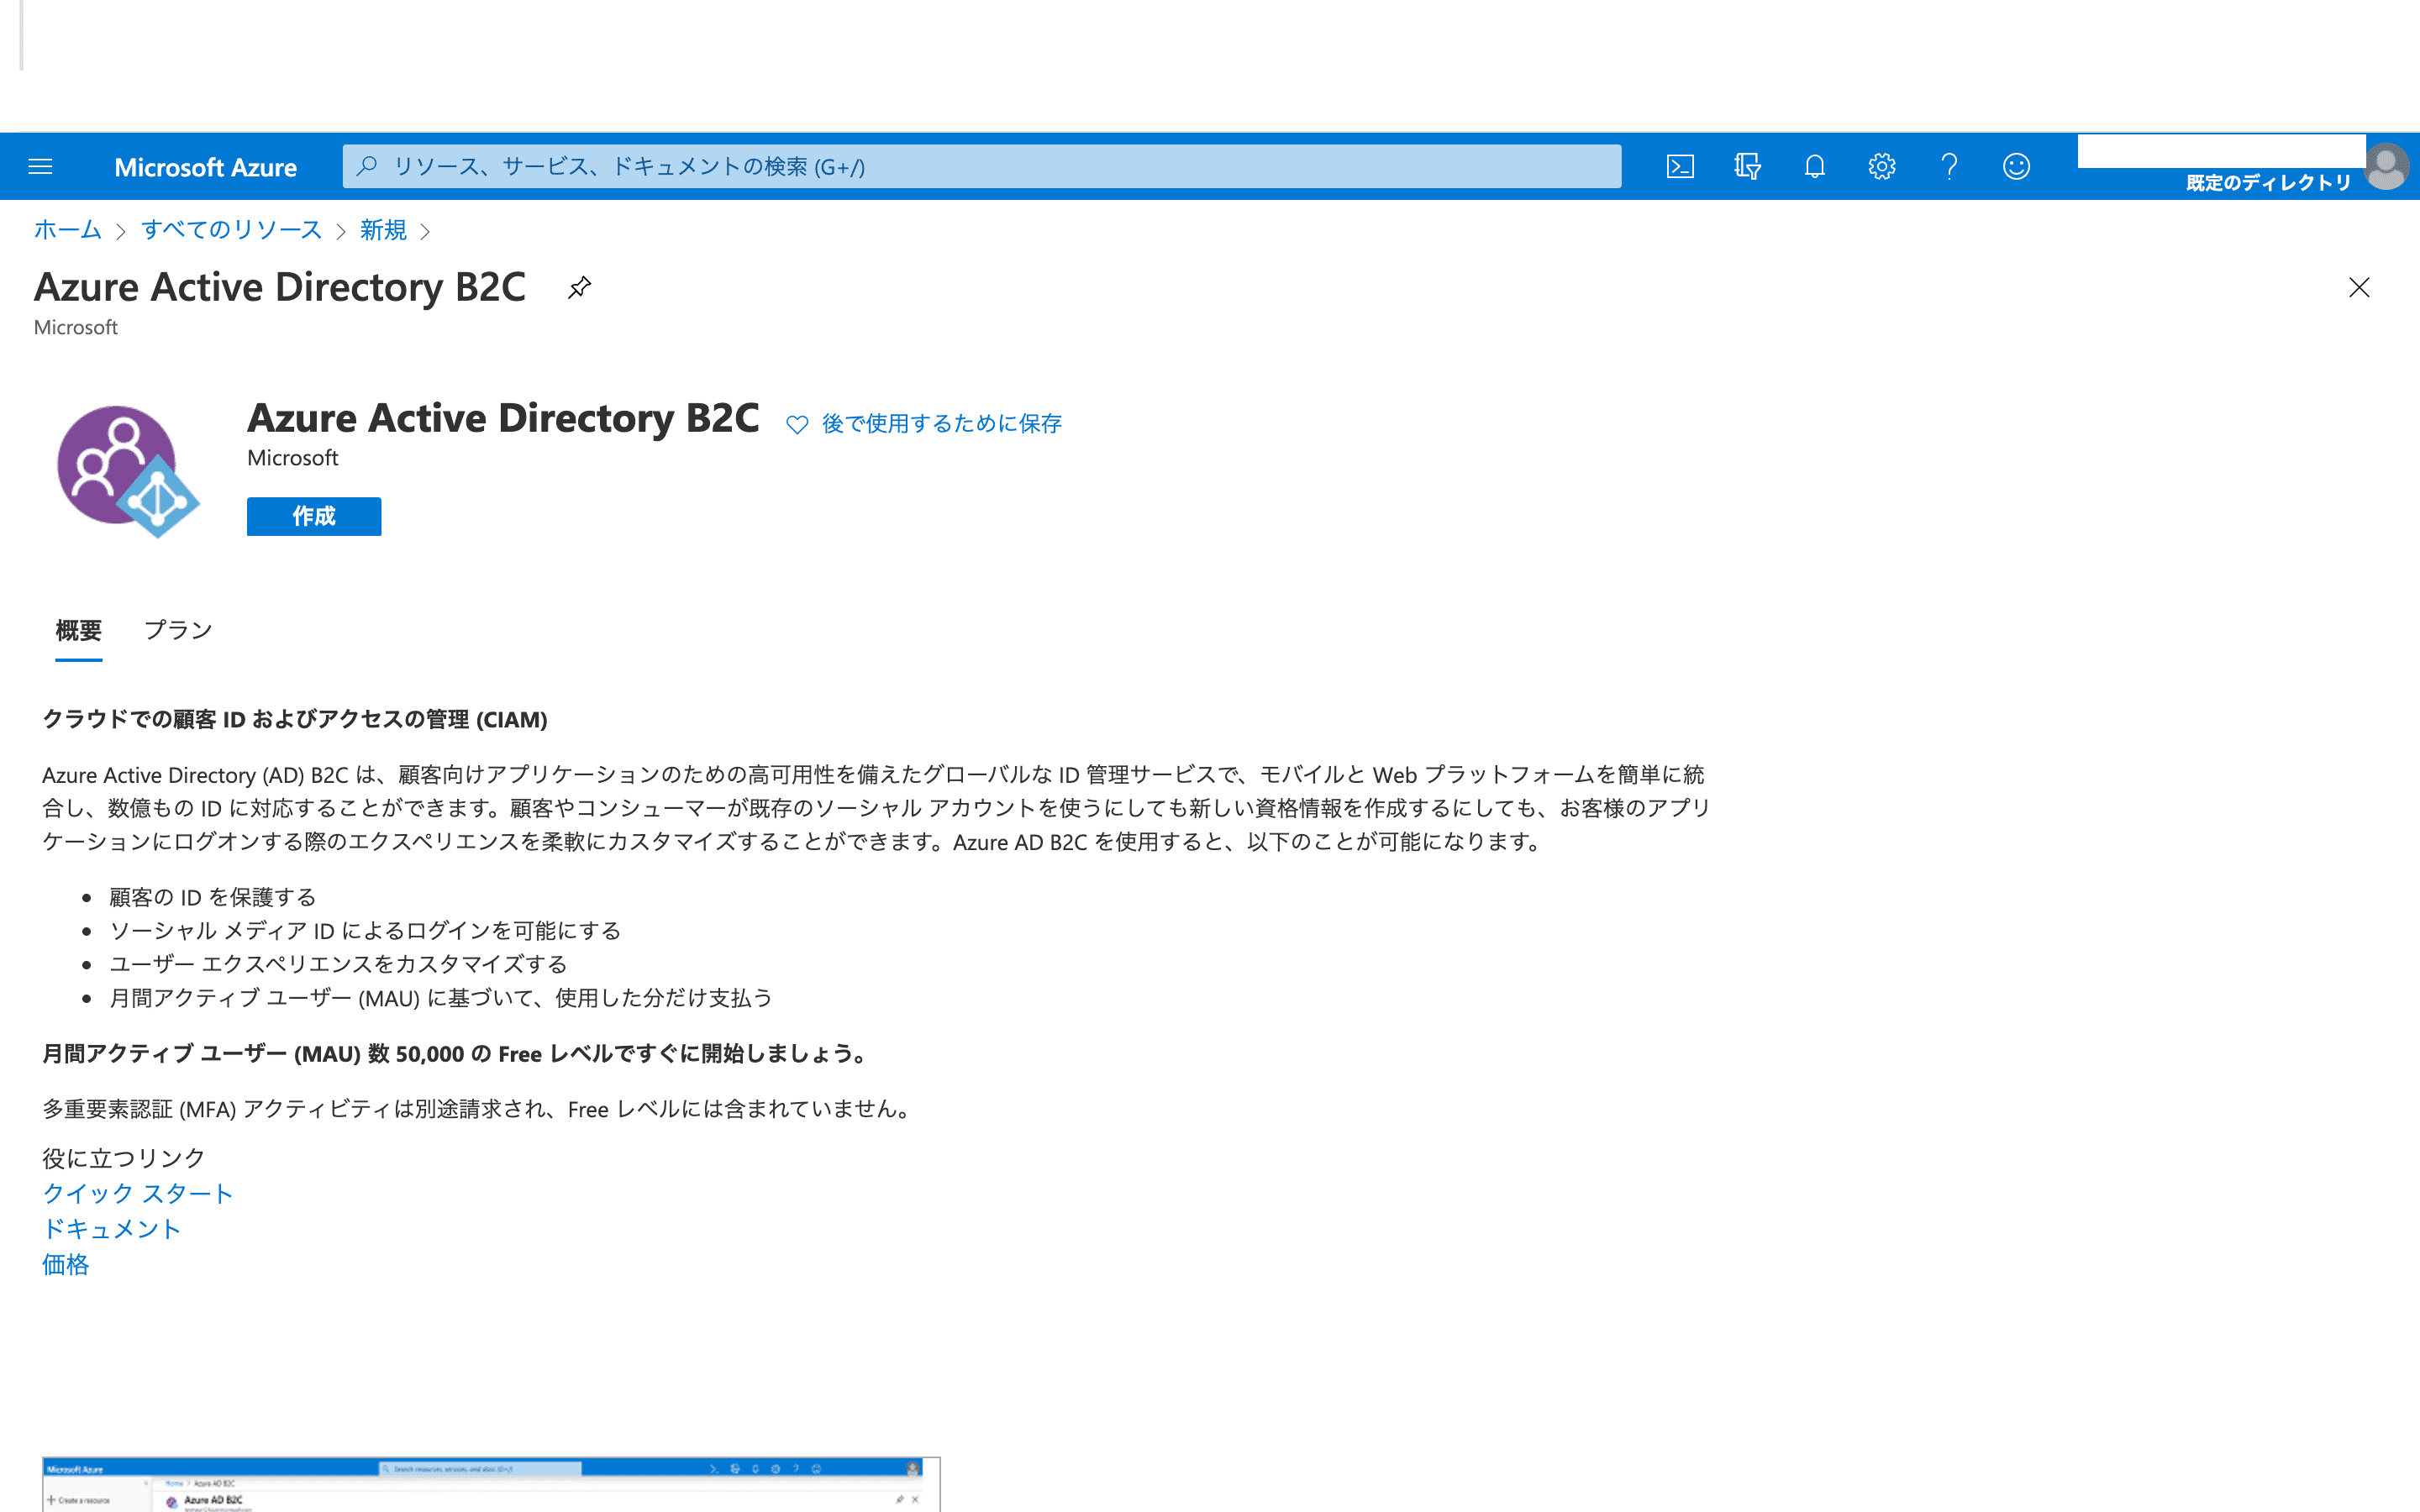 Microsoft Azure
リソース、サービス、ドキュメントの検索 (G+/)
既定のディレクトリ
ホーム > すべてのリソース > 新規 >
Azure Active Directory B2C
Microsoft
Azure Active Directory B2C
後で使用するために保存
Microsoft
作成
概要 プラン
クラウドでの顧客 ID およびアクセスの管理 (CIAM)
Azure Active Directory (AD) B2C は、顧客向けアプリケーションのための高可用性を備えたグローバルな ID 管理サービスで、モバイルと Web プラットフォームを簡単に統
合し、数億もの ID に対応することができます。顧客やコンシューマーが既存のソーシャル アカウントを使うにしても新しい資格情報を作成するにしても、お客様のアプリ
ケーションにログオンする際のエクスペリエンスを柔軟にカスタマイズすることができます。Azure AD B2C を使用すると、以下のことが可能になります。
• 顧客の ID を保護する
• ソーシャル メディア ID によるログインを可能にする
• ユーザー エクスペリエンスをカスタマイズする
• 月間アクティブ ユーザー (MAU) に基づいて、使用した分だけ支払う
月間アクティブ ユーザー (MAU) 数 50,000 の Free レベルですぐに開始しましょう。
多重要素認証 (MFA) アクティビティは別途請求され、Free レベルには含まれていません。
役に立つリンク
クイック スタート
ドキュメント
価格
Microsoft Azure
Search resources, services, and docs (G+/)
Home > Azure AD B2C
Create a resource
Azure AD B2C